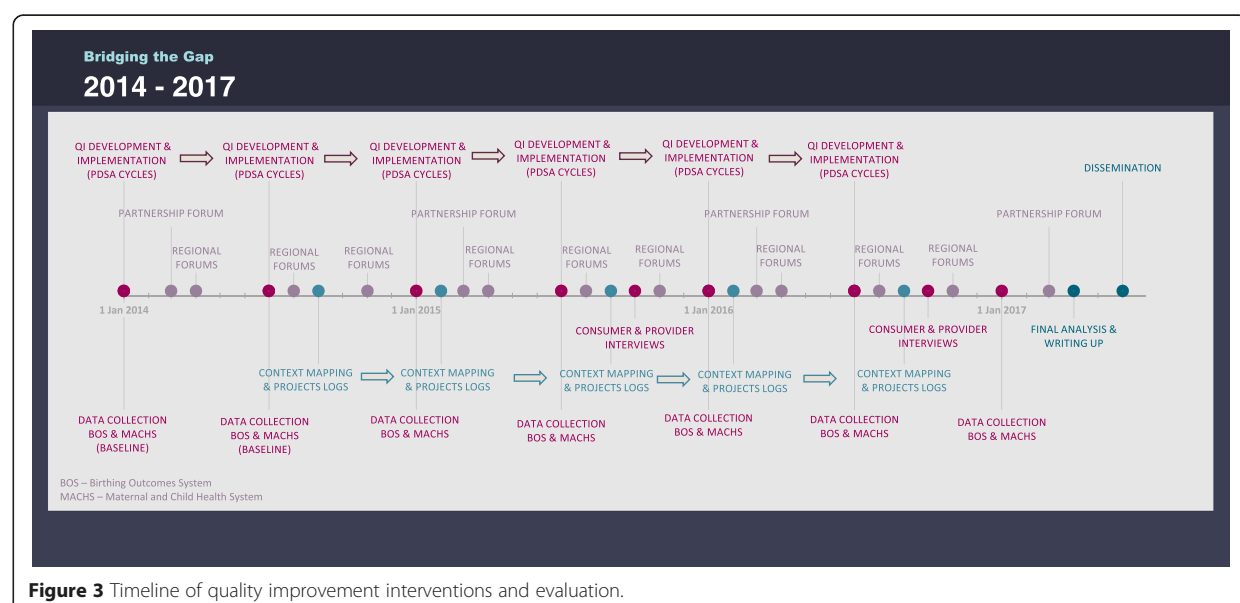 Bridging the Gap
2014 - 2017
QI DEVELOPMENT &
IMPLEMENTATION
(PDSA CYCLES)
QI DEVELOPMENT &
IMPLEMENTATION
(PDSA CYCLES)
QI DEVELOPMENT &
IMPLEMENTATION
(PDSA CYCLES)
QI DEVELOPMENT &
IMPLEMENTATION
(PDSA CYCLES)
QI DEVELOPMENT &
IMPLEMENTATION
(PDSA CYCLES)
QI DEVELOPMENT &
IMPLEMENTATION
(PDSA CYCLES)
DISSEMINATION
PARTNERSHIP FORUM
PARTNERSHIP FORUM
PARTNERSHIP FORUM
PARTNERSHIP FORUM
REGIONAL
FORUMS
REGIONAL
FORUMS
REGIONAL
FORUMS
REGIONAL
FORUMS
REGIONAL
FORUMS
REGIONAL
FORUMS
REGIONAL
FORUMS
REGIONAL
FORUMS
REGIONAL
FORUMS
1 Jan 2014
1 Jan 2015
1 Jan 2016
1 Jan 2017
CONSUMER & PROVIDER
INTERVIEWS
CONSUMER & PROVIDER
INTERVIEWS
FINAL ANALYSIS &
WRITING UP
CONTEXT MAPPING
& PROJECTS LOGS
CONTEXT MAPPING
& PROJECTS LOGS
CONTEXT MAPPING
& PROJECTS LOGS
CONTEXT MAPPING
& PROJECTS LOGS
CONTEXT MAPPING
& PROJECTS LOGS
DATA COLLECTION
BOS & MACHS
(BASELINE)
DATA COLLECTION
BOS & MACHS
(BASELINE)
DATA COLLECTION
BOS & MACHS
DATA COLLECTION
BOS & MACHS
DATA COLLECTION
BOS & MACHS
DATA COLLECTION
BOS & MACHS
DATA COLLECTION
BOS & MACHS
BOS – Birthing Outcomes System
MACHS – Maternal and Child Health System
Figure 3 Timeline of quality improvement interventions and evaluation.